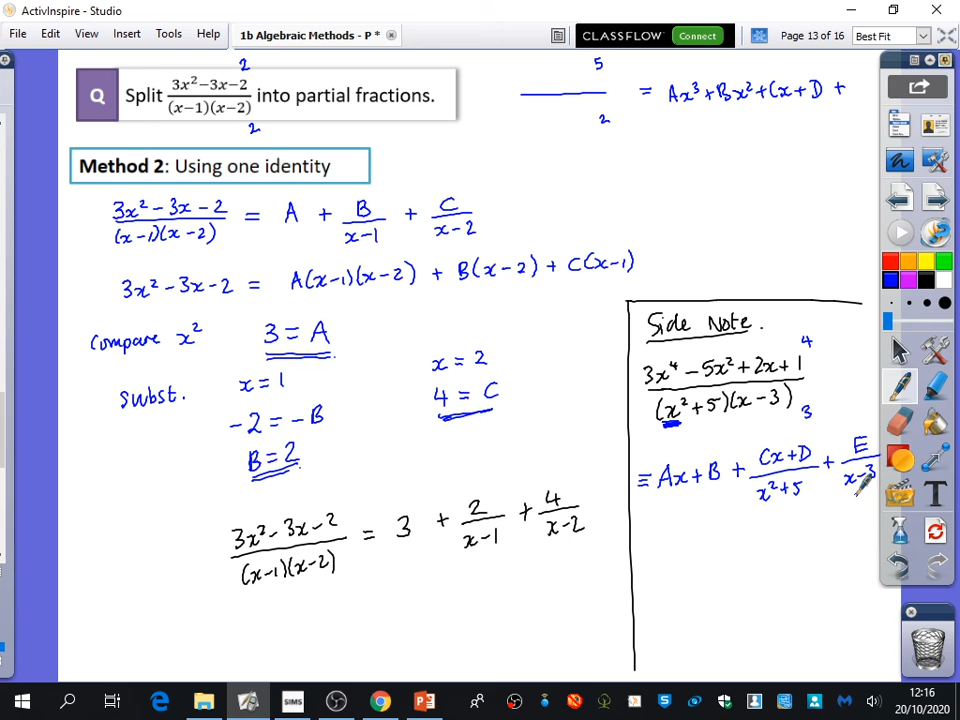 ActivInspire - Studio
File Edit View Insert Tools Help
1b Algebraic Methods - P *
CLASSFLOW Connect
Page 13 of 16
Best Fit
Q Split (3x²−3x−2)/((x−1)(x−2)) into partial fractions.
2
2
5
2
= Ax³+Bx²+Cx+D +
Method 2: Using one identity
(3x²−3x−2)/((x−1)(x−2)) = A + B/(x−1) + C/(x−2)
3x²−3x−2 = A(x−1)(x−2) + B(x−2) + C(x−1)
Compare x² 3 = A
Subst. x = 1
−2 = −B
B = 2
x = 2
4 = C
(3x²−3x−2)/((x−1)(x−2)) = 3 + 2/(x−1) + 4/(x−2)
Side Note.
4
(3x⁴ − 5x² + 2x + 1)/((x²+5)(x−3))
3
≡ Ax+B + (Cx+D)/(x²+5) + E/(x−3)
SIMS
12:16
20/10/2020